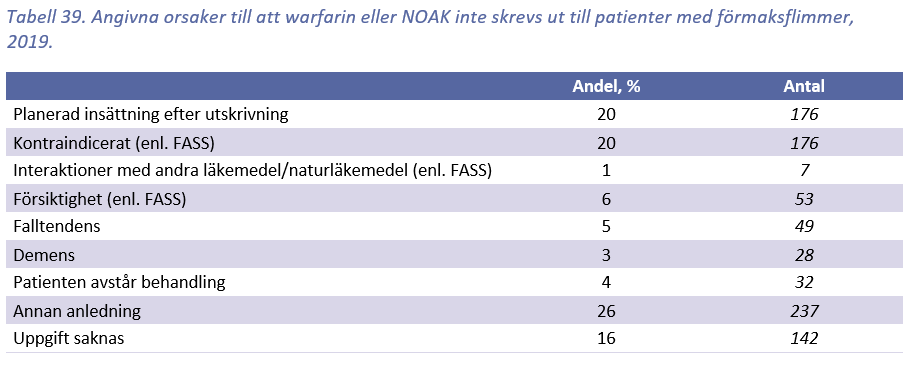 Tabell 39. Angivna orsaker till att warfarin eller NOAK inte skrevs ut till patienter med förmaksflimmer,
2019.
Andel, % Antal
Planerad insättning efter utskrivning 20 176
Kontraindicerat (enl. FASS) 20 176
Interaktioner med andra läkemedel/naturläkemedel (enl. FASS) 1 7
Försiktighet (enl. FASS) 6 53
Falltendens 5 49
Demens 3 28
Patienten avstår behandling 4 32
Annan anledning 26 237
Uppgift saknas 16 142